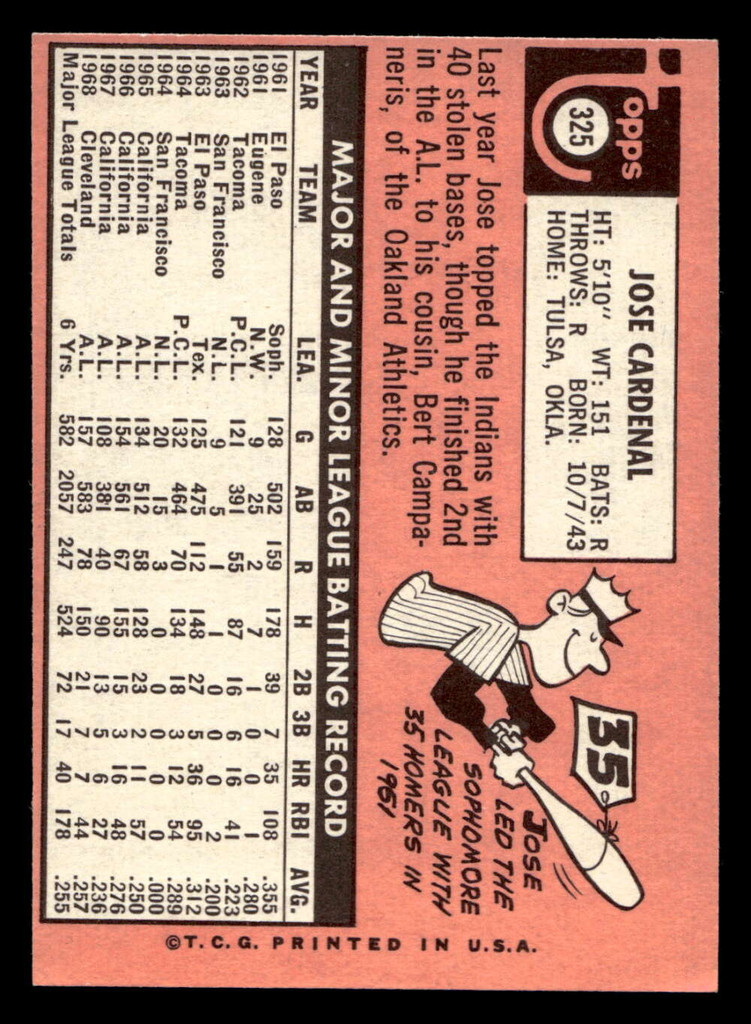 Topps
325
JOSE CARDENAL
HT: 5'10" WT: 151 BATS: R
THROWS: R BORN: 10/7/43
HOME: TULSA, OKLA.
Last year Jose topped the Indians with
40 stolen bases, though he finished 2nd
in the A.L. to his cousin, Bert Campa-
neris, of the Oakland Athletics.
35
JOSE
LED THE
SOPHOMORE
LEAGUE WITH
35 HOMERS IN
1961
MAJOR AND MINOR LEAGUE BATTING RECORD
YEAR TEAM LEA. G AB R H 2B 3B HR RBI AVG.
1961 El Paso Soph. 128 502 159 178 39 7 35 108 .355
1961 Eugene N.W. 9 25 2 7 1 0 0 1 .280
1962 Tacoma P.C.L. 121 391 55 87 16 6 16 41 .223
1963 San Francisco N.L. 9 5 1 1 0 0 0 2 .200
1963 El Paso Tex. 125 475 112 148 27 5 36 95 .312
1964 Tacoma P.C.L. 132 464 70 134 18 3 12 54 .289
1964 San Francisco N.L. 20 15 3 0 0 0 0 0 .000
1965 California A.L. 134 512 58 128 23 2 11 57 .250
1966 California A.L. 154 561 67 155 15 3 16 48 .276
1967 California A.L. 108 381 40 90 13 5 6 27 .236
1968 Cleveland A.L. 157 583 78 150 21 7 7 44 .257
Major League Totals 6 Yrs. 582 2057 247 524 72 17 40 178 .255
©T.C.G. PRINTED IN U.S.A.